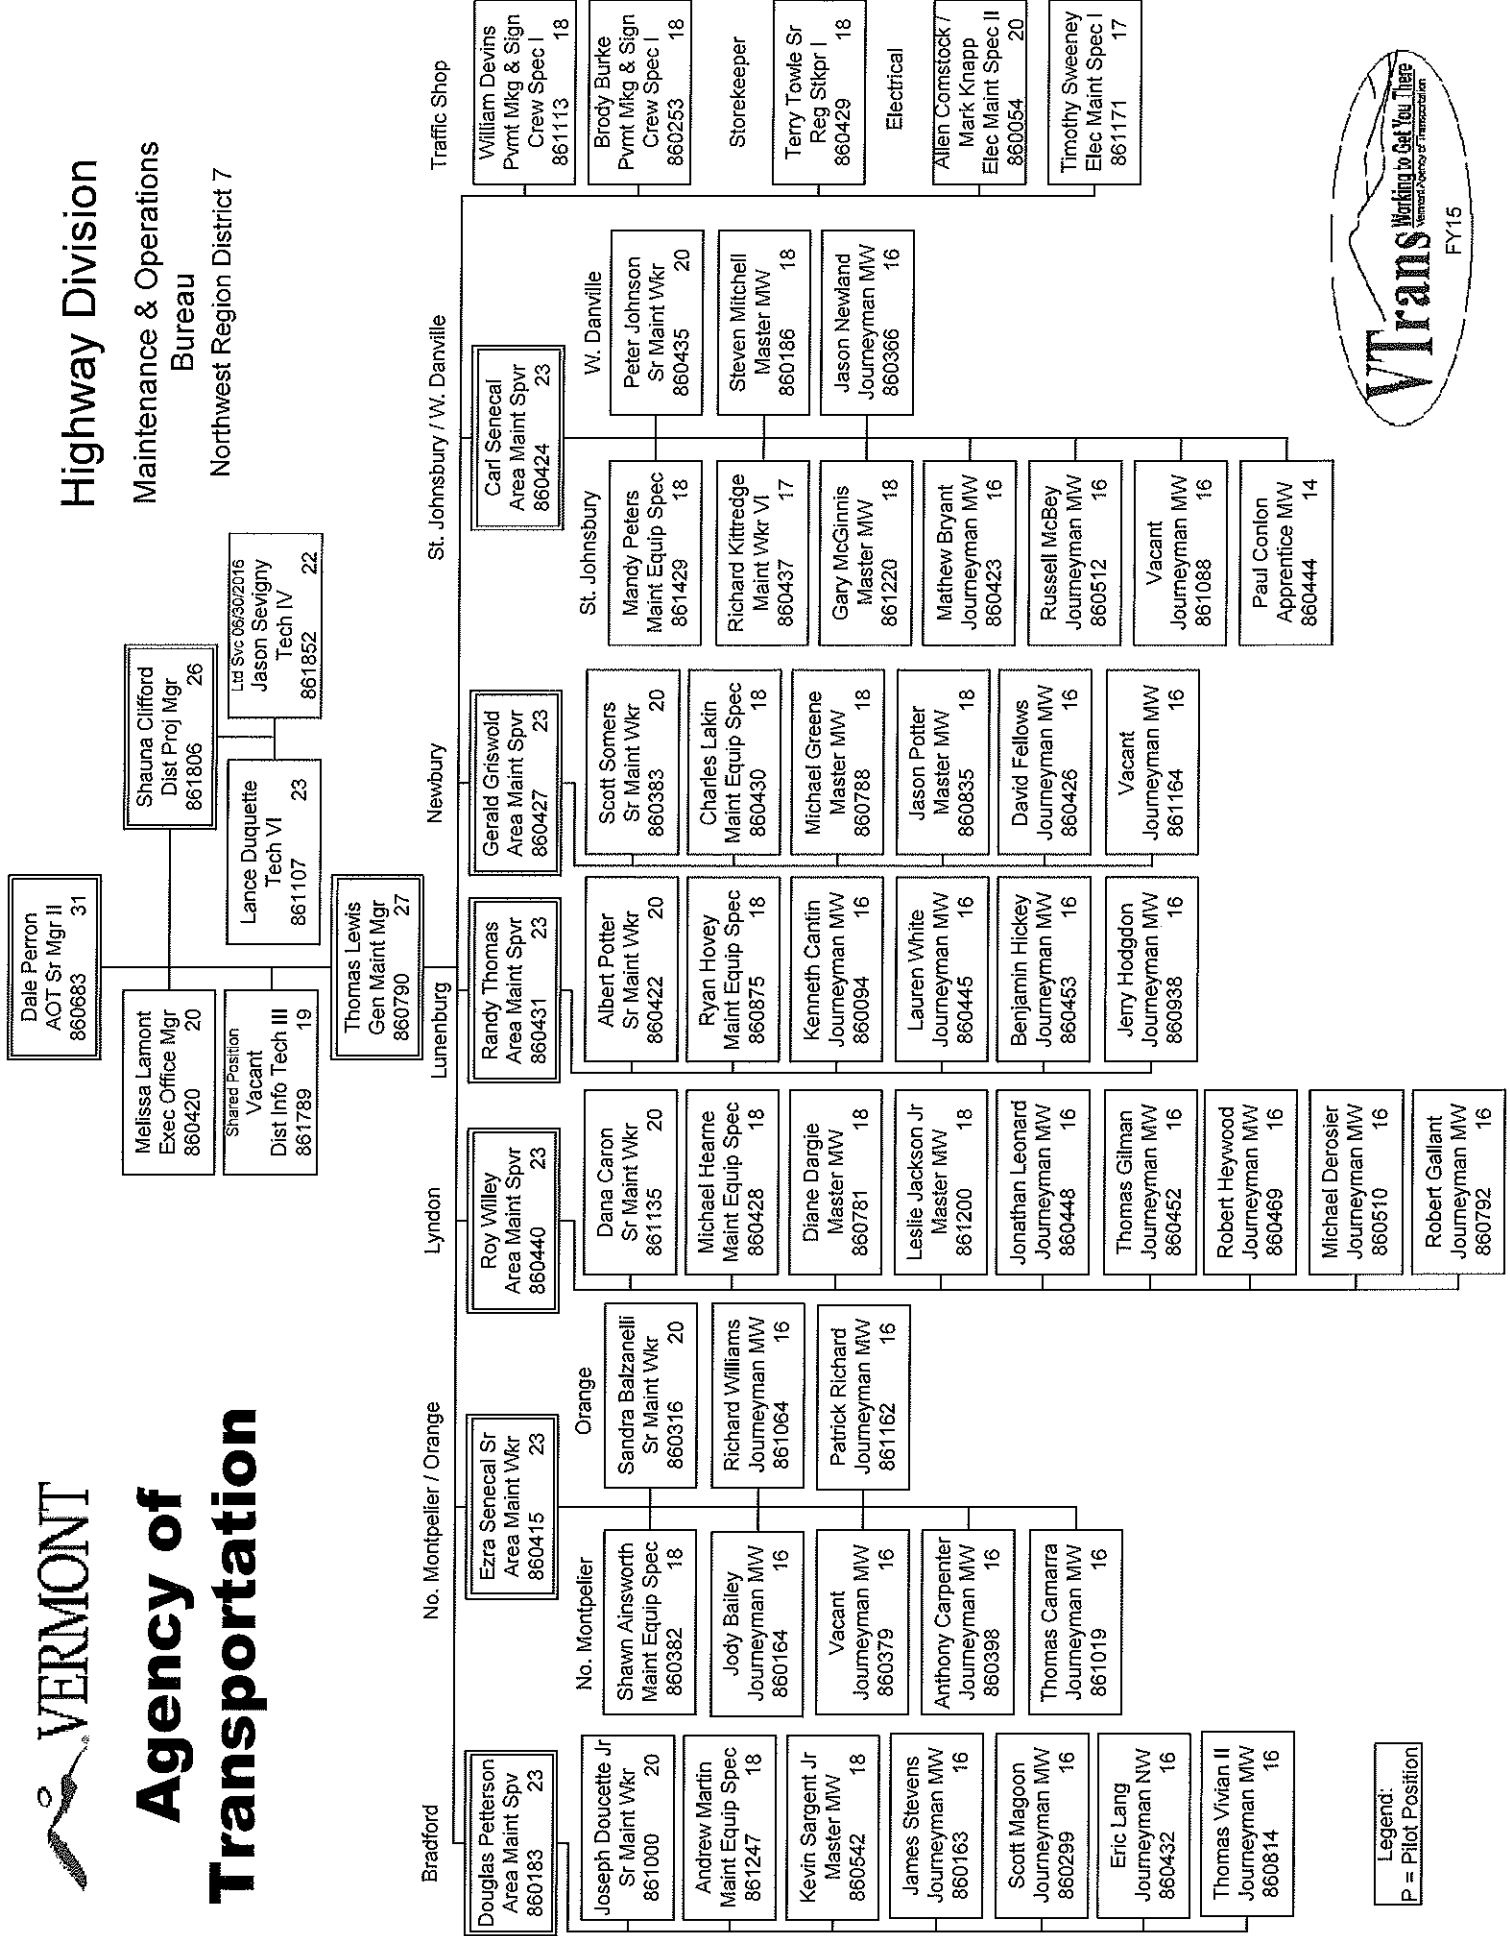 VERMONT
Agency of
Transportation
Highway Division
Maintenance & Operations
Bureau
Northwest Region District 7
Dale Perron
AOT Sr Mgr II
860683 31
Melissa Lamont
Exec Office Mgr
860420 20
Shauna Clifford
Dist Proj Mgr
861806 26
Shared Position
Vacant
Dist Info Tech III
861789 19
Lance Duquette
Tech VI
861107 23
Ltd Svc 06/30/2016
Jason Sevigny
Tech IV
861852 22
Thomas Lewis
Gen Maint Mgr
860790 27
Bradford
Douglas Petterson
Area Maint Spv
860183 23
Joseph Doucette Jr
Sr Maint Wkr
861000 20
Andrew Martin
Maint Equip Spec
861247 18
Kevin Sargent Jr
Master MW
860542 18
James Stevens
Journeyman MW
860163 16
Scott Magoon
Journeyman MW
860299 16
Eric Lang
Journeyman NW
860432 16
Thomas Vivian II
Journeyman MW
860814 16
No. Montpelier / Orange
Ezra Senecal Sr
Area Maint Wkr
860415 23
No. Montpelier
Shawn Ainsworth
Maint Equip Spec
860382 18
Jody Bailey
Journeyman MW
860164 16
Vacant
Journeyman MW
860379 16
Anthony Carpenter
Journeyman MW
860398 16
Thomas Camarra
Journeyman MW
861019 16
Orange
Sandra Balzanelli
Sr Maint Wkr
860316 20
Richard Williams
Journeyman MW
861064 16
Patrick Richard
Journeyman MW
861162 16
Lyndon
Roy Willey
Area Maint Spvr
860440 23
Dana Caron
Sr Maint Wkr
861135 20
Michael Hearne
Maint Equip Spec
860428 18
Diane Dargie
Master MW
860781 18
Leslie Jackson Jr
Master MW
861200 18
Jonathan Leonard
Journeyman MW
860448 16
Thomas Gilman
Journeyman MW
860452 16
Robert Heywood
Journeyman MW
860469 16
Michael Derosier
Journeyman MW
860510 16
Robert Gallant
Journeyman MW
860792 16
Lunenburg
Randy Thomas
Area Maint Spvr
860431 23
Albert Potter
Sr Maint Wkr
860422 20
Ryan Hovey
Maint Equip Spec
860875 18
Kenneth Cantin
Journeyman MW
860094 16
Lauren White
Journeyman MW
860445 16
Benjamin Hickey
Journeyman MW
860453 16
Jerry Hodgdon
Journeyman MW
860938 16
Newbury
Gerald Griswold
Area Maint Spvr
860427 23
Scott Somers
Sr Maint Wkr
860383 20
Charles Lakin
Maint Equip Spec
860430 18
Michael Greene
Master MW
860788 18
Jason Potter
Master MW
860835 18
David Fellows
Journeyman MW
860426 16
Vacant
Journeyman MW
861164 16
St. Johnsbury / W. Danville
Carl Senecal
Area Maint Spvr
860424 23
St. Johnsbury
Mandy Peters
Maint Equip Spec
861429 18
Richard Kittredge
Maint Wkr VI
860437 17
Gary McGinnis
Master MW
861220 18
Mathew Bryant
Journeyman MW
860423 16
Russell McBey
Journeyman MW
860512 16
Vacant
Journeyman MW
861088 16
Paul Conlon
Apprentice MW
860444 14
W. Danville
Peter Johnson
Sr Maint Wkr
860435 20
Steven Mitchell
Master MW
860186 18
Jason Newland
Journeyman MW
860366 16
Traffic Shop
William Devins
Pvmt Mkg & Sign
Crew Spec I
861113 18
Brody Burke
Pvmt Mkg & Sign
Crew Spec I
860253 18
Storekeeper
Terry Towle Sr
Reg Stkpr I
860429 18
Electrical
Allen Comstock /
Mark Knapp
Elec Maint Spec II
860054 20
Timothy Sweeney
Elec Maint Spec I
861171 17
Legend:
P = Pilot Position
VTrans Working to Get You There
Vermont Agency of Transportation
FY15